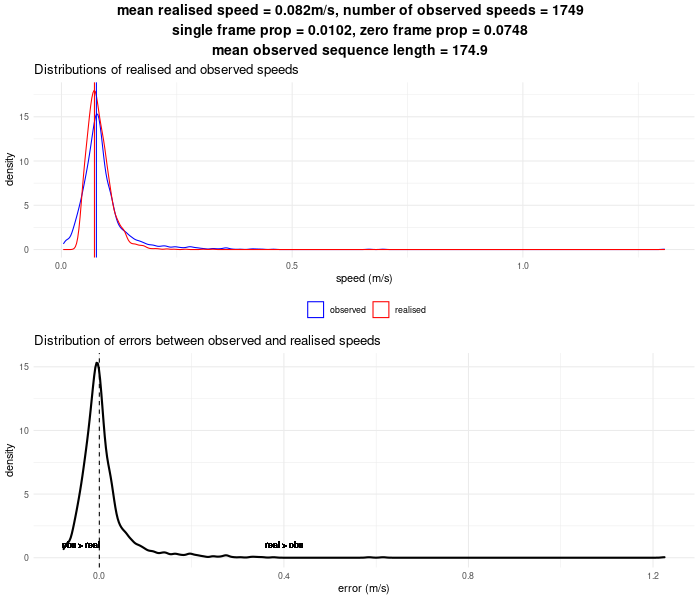 mean realised speed = 0.082m/s, number of observed speeds = 1749
single frame prop = 0.0102, zero frame prop = 0.0748
mean observed sequence length = 174.9
Distributions of realised and observed speeds
15
10
5
0
density
0.0 0.5 1.0
speed (m/s)
observed realised
Distribution of errors between observed and realised speeds
15
10
5
0
density
obs > real real > obs
0.0 0.4 0.8 1.2
error (m/s)